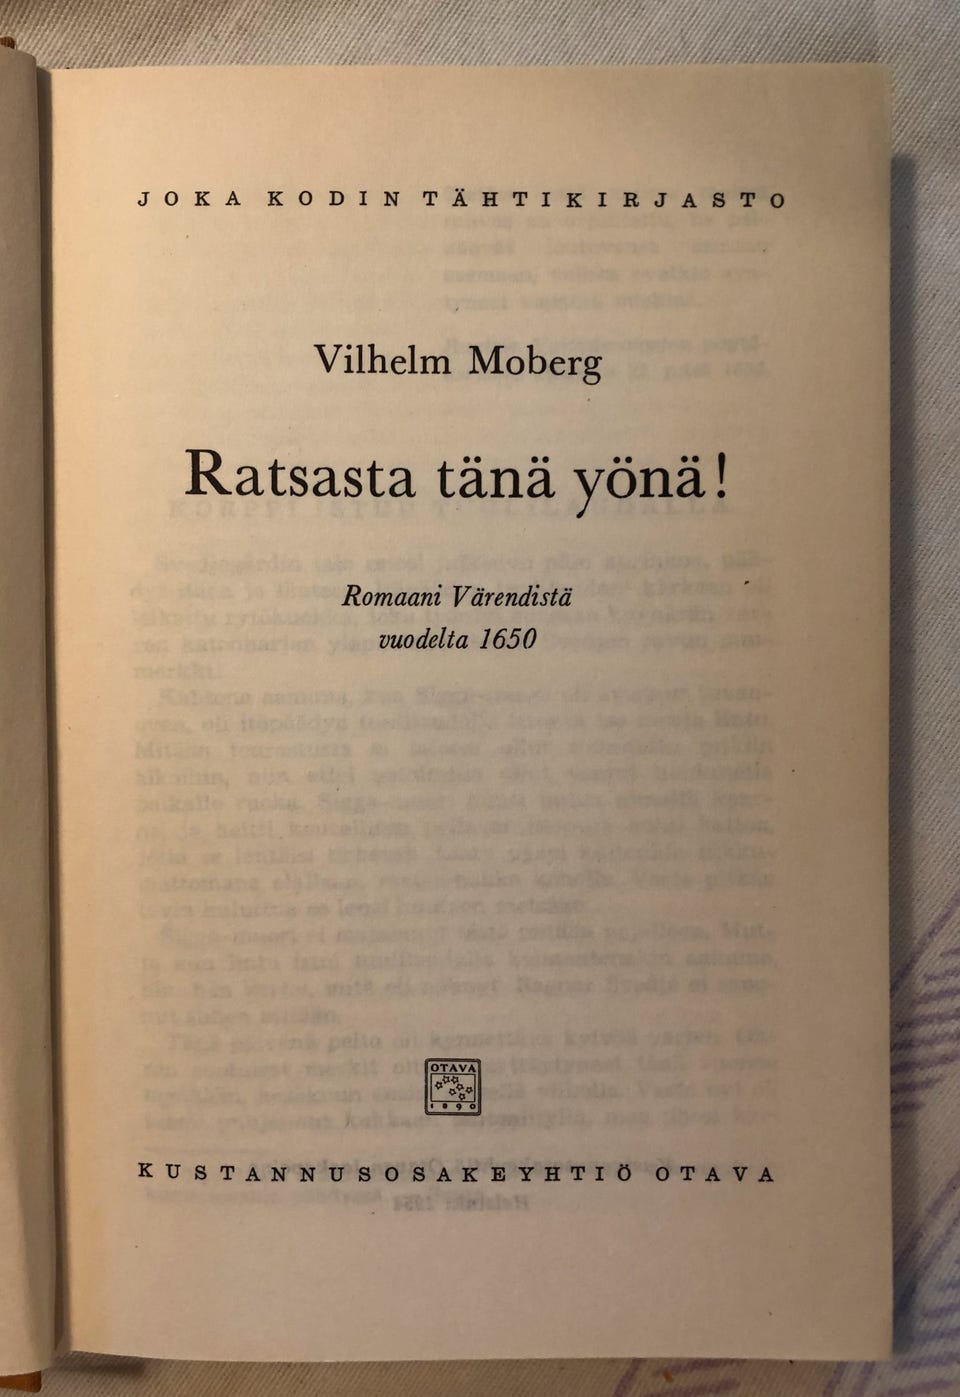 JOKA KODIN TÄHTIKIRJASTO
Vilhelm Moberg
Ratsasta tänä yönä!
Romaani Värendistä
vuodelta 1650
OTAVA
1890
KUSTANNUSOSAKEYHTIÖ OTAVA